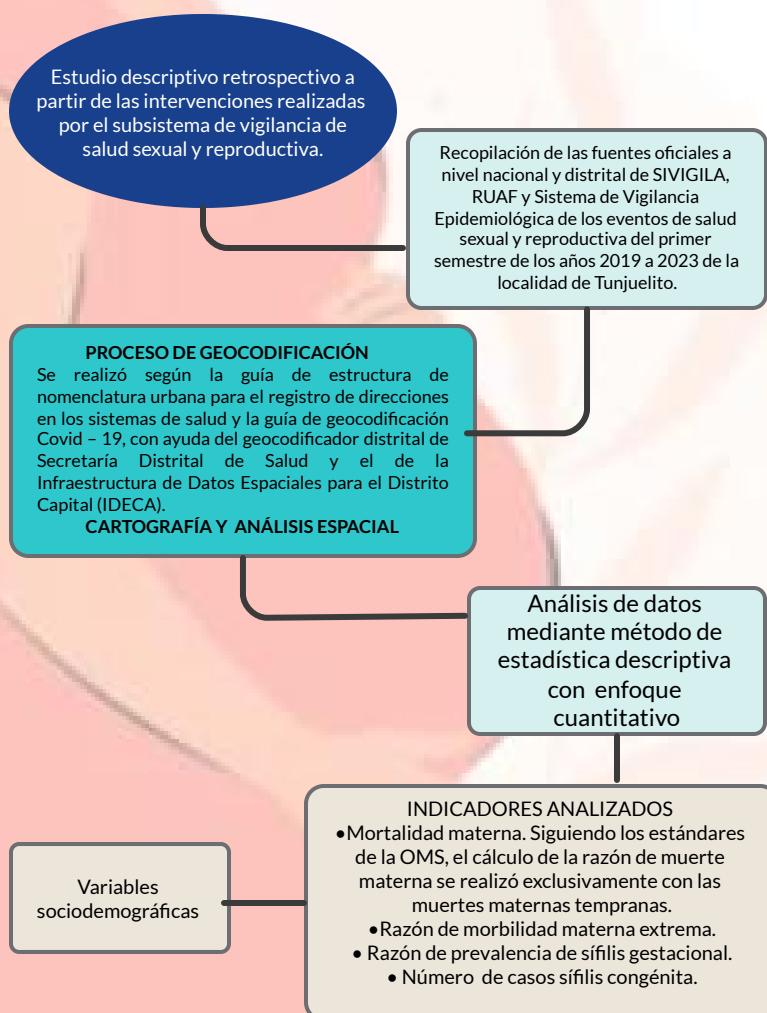 Estudio descriptivo retrospectivo a
partir de las intervenciones realizadas
por el subsistema de vigilancia de
salud sexual y reproductiva.
Recopilación de las fuentes oficiales a
nivel nacional y distrital de SIVIGILA,
RUAF y Sistema de Vigilancia
Epidemiológica de los eventos de salud
sexual y reproductiva del primer
semestre de los años 2019 a 2023 de la
localidad de Tunjuelito.
PROCESO DE GEOCODIFICACIÓN
Se realizó según la guía de estructura de
nomenclatura urbana para el registro de direcciones
en los sistemas de salud y la guía de geocodificación
Covid – 19, con ayuda del geocodificador distrital de
Secretaría Distrital de Salud y el de la
Infraestructura de Datos Espaciales para el Distrito
Capital (IDECA).
CARTOGRAFÍA Y ANÁLISIS ESPACIAL
Análisis de datos
mediante método de
estadística descriptiva
con enfoque
cuantitativo
INDICADORES ANALIZADOS
•Mortalidad materna. Siguiendo los estándares
de la OMS, el cálculo de la razón de muerte
materna se realizó exclusivamente con las
muertes maternas tempranas.
•Razón de morbilidad materna extrema.
• Razón de prevalencia de sífilis gestacional.
• Número de casos sífilis congénita.
Variables
sociodemográficas